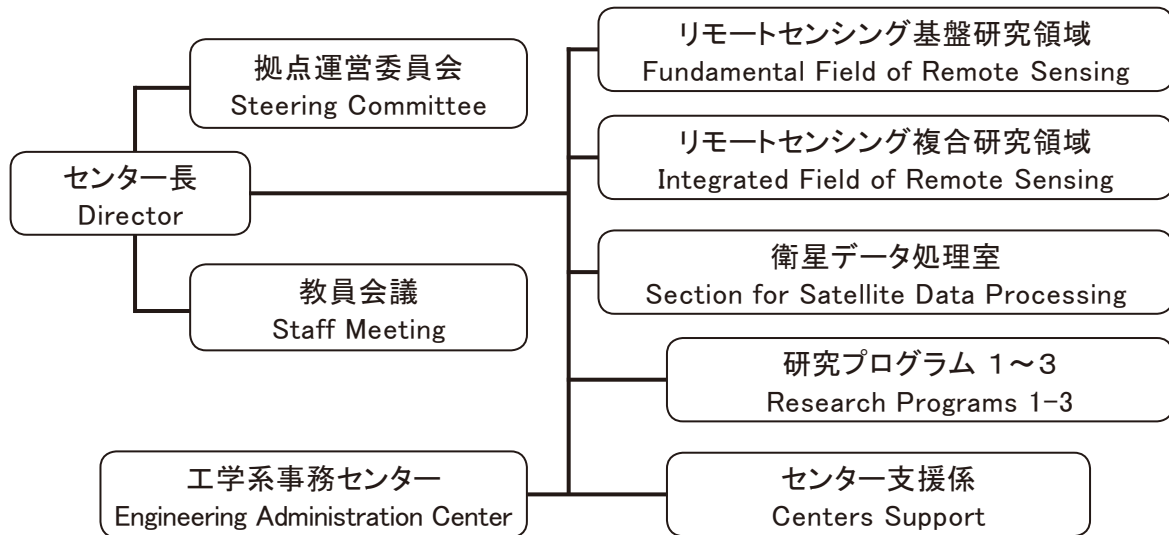 拠点運営委員会
Steering Committee
センター長
Director
教員会議
Staff Meeting
工学系事務センター
Engineering Administration Center
リモートセンシング基盤研究領域
Fundamental Field of Remote Sensing
リモートセンシング複合研究領域
Integrated Field of Remote Sensing
衛星データ処理室
Section for Satellite Data Processing
研究プログラム 1～3
Research Programs 1-3
センター支援係
Centers Support